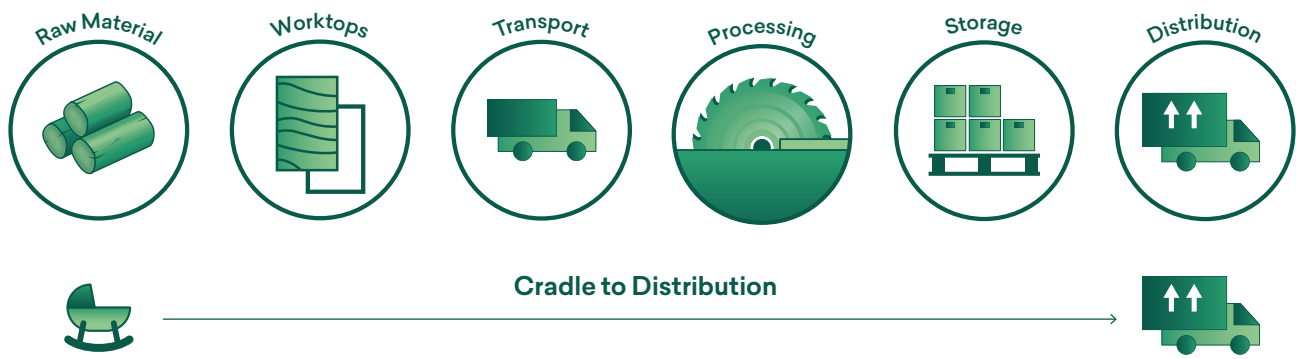 Raw Material
Worktops
Transport
Processing
Storage
Distribution
Cradle to Distribution